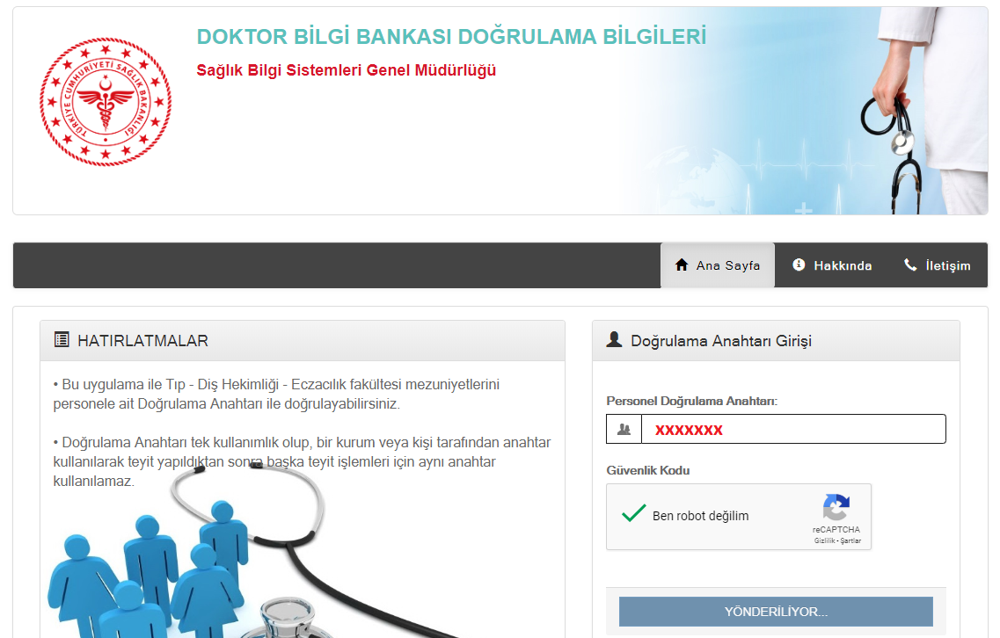 DOKTOR BİLGİ BANKASI DOĞRULAMA BİLGİLERİ
Sağlık Bilgi Sistemleri Genel Müdürlüğü
TÜRKİYE CUMHURİYETİ SAĞLIK BAKANLIĞI
Ana Sayfa
Hakkında
İletişim
HATIRLATMALAR
• Bu uygulama ile Tıp - Diş Hekimliği - Eczacılık fakültesi mezuniyetlerini
personele ait Doğrulama Anahtarı ile doğrulayabilirsiniz.
• Doğrulama Anahtarı tek kullanımlık olup, bir kurum veya kişi tarafından anahtar
kullanılarak teyit yapıldıktan sonra başka teyit işlemleri için aynı anahtar
kullanılamaz.
Doğrulama Anahtarı Girişi
Personel Doğrulama Anahtarı:
XXXXXXX
Güvenlik Kodu
Ben robot değilim
reCAPTCHA
Gizlilik - Şartlar
YÖNDERİLİYOR...